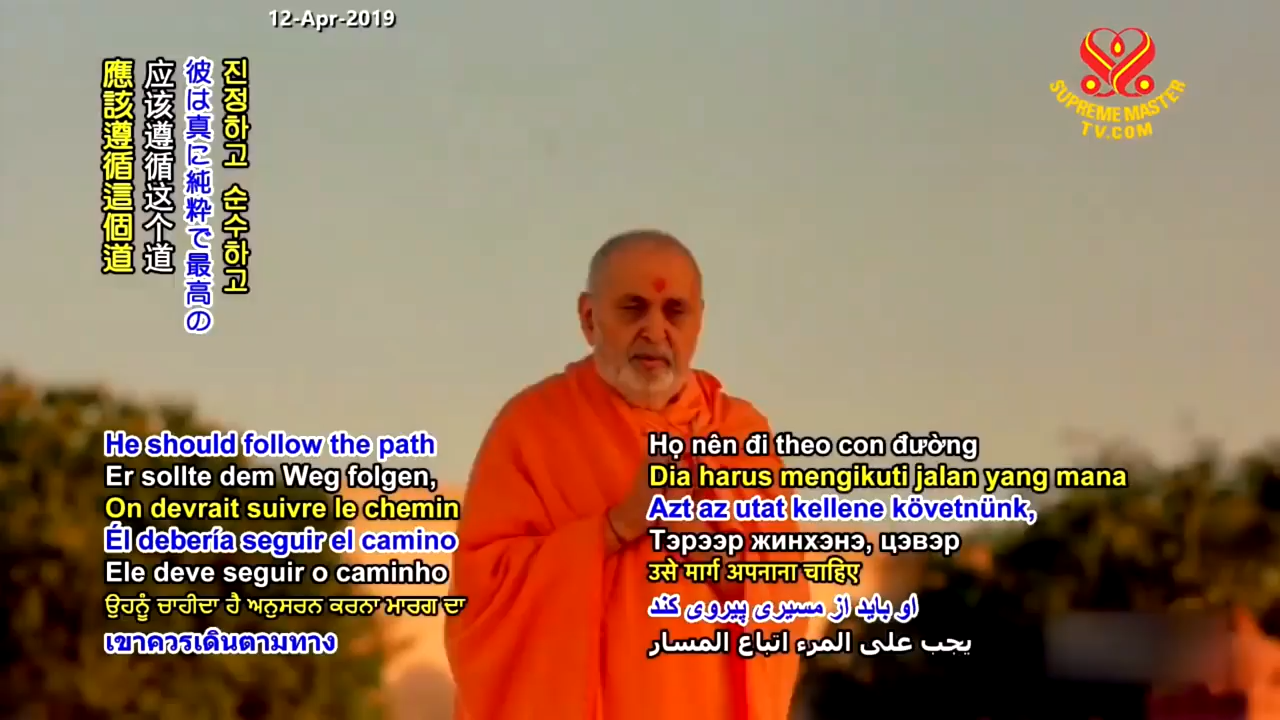 12-Apr-2019
SUPREME MASTER
TV.COM
진정하고 순수하고
彼は真に純粋で最高の
应该遵循这个道
應該遵循這個道
He should follow the path
Er sollte dem Weg folgen,
On devrait suivre le chemin
Él debería seguir el camino
Ele deve seguir o caminho
ਉਹਨੂੰ ਚਾਹੀਦਾ ਹੈ ਅਨੁਸਰਨ ਕਰਨਾ ਮਾਰਗ ਦਾ
เขาควรเดินตามทาง
Họ nên đi theo con đường
Dia harus mengikuti jalan yang mana
Azt az utat kellene követnünk,
Тэрээр жинхэнэ, цэвэр
उसे मार्ग अपनाना चाहिए
او باید از مسیری پیروی کند
يجب على المرء اتباع المسار